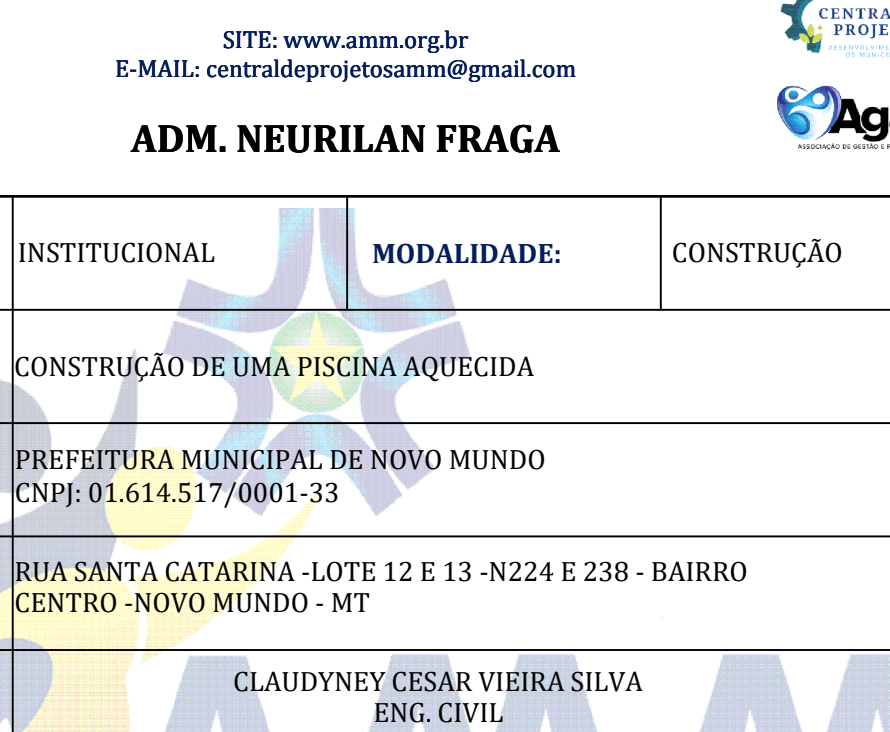 SITE: www.amm.org.br
E-MAIL: centraldeprojetosamm@gmail.com
ADM. NEURILAN FRAGA
INSTITUCIONAL
MODALIDADE:
CONSTRUÇÃO
CONSTRUÇÃO DE UMA PISCINA AQUECIDA
PREFEITURA MUNICIPAL DE NOVO MUNDO
CNPJ: 01.614.517/0001-33
RUA SANTA CATARINA -LOTE 12 E 13 -N224 E 238 - BAIRRO
CENTRO -NOVO MUNDO - MT
CLAUDYNEY CESAR VIEIRA SILVA
ENG. CIVIL